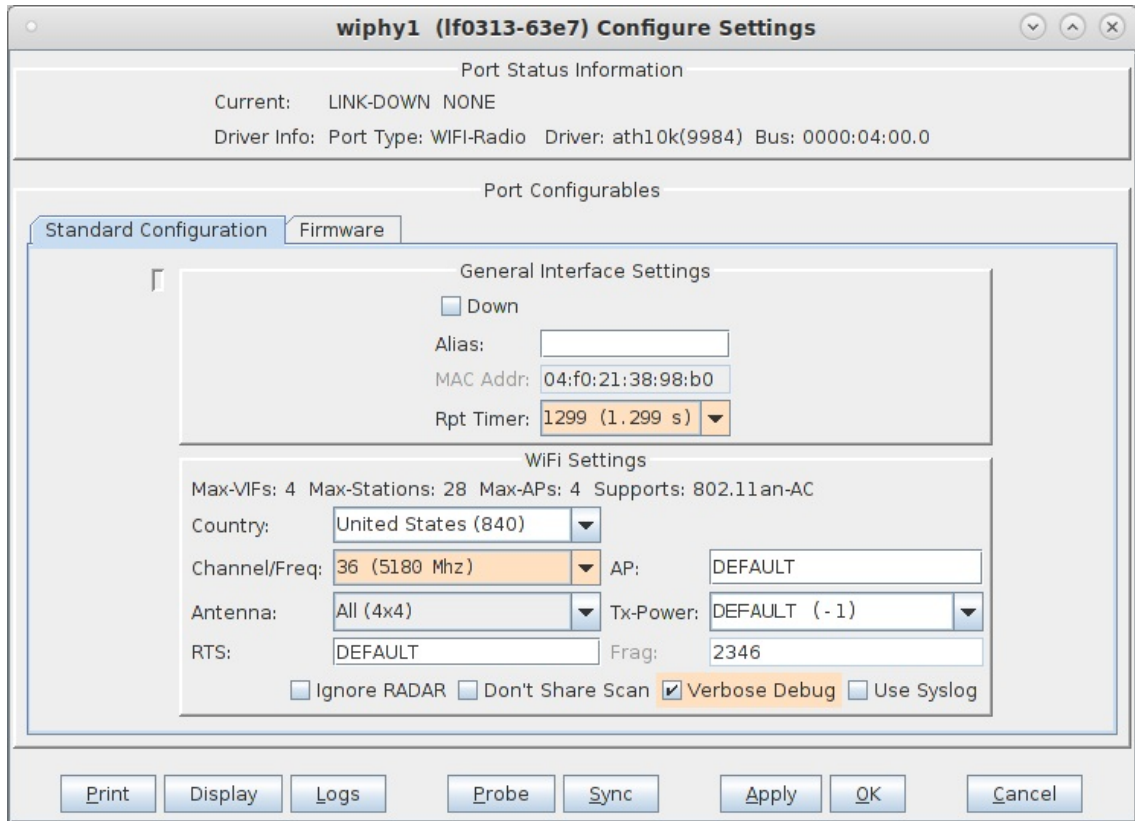 wiphy1 (lf0313-63e7) Configure Settings
Port Status Information
Current: LINK-DOWN NONE
Driver Info: Port Type: WIFI-Radio Driver: ath10k(9984) Bus: 0000:04:00.0
Port Configurables
Standard Configuration Firmware
General Interface Settings
Down
Alias:
MAC Addr: 04:f0:21:38:98:b0
Rpt Timer: 1299 (1.299 s)
WiFi Settings
Max-VIFs: 4 Max-Stations: 28 Max-APs: 4 Supports: 802.11an-AC
Country: United States (840)
Channel/Freq: 36 (5180 Mhz) AP: DEFAULT
Antenna: All (4x4) Tx-Power: DEFAULT (-1)
RTS: DEFAULT Frag: 2346
Ignore RADAR Don't Share Scan Verbose Debug Use Syslog
Print Display Logs Probe Sync Apply OK Cancel